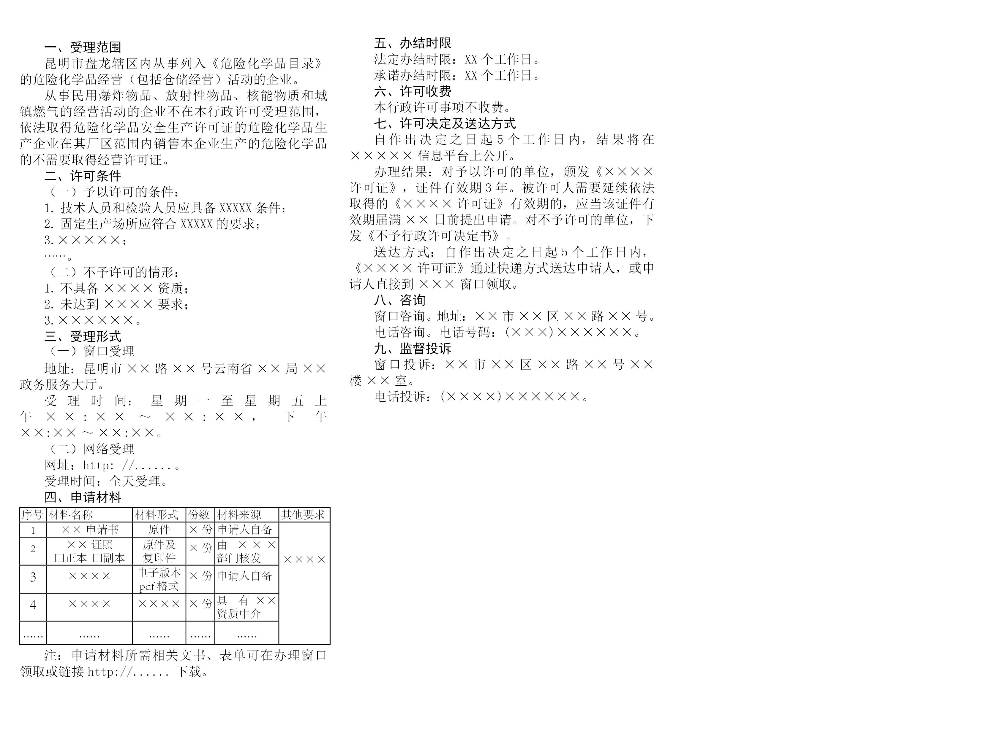 一、受理范围
昆明市盘龙辖区内从事列入《危险化学品目录》
的危险化学品经营（包括仓储经营）活动的企业。
从事民用爆炸物品、放射性物品、核能物质和城
镇燃气的经营活动的企业不在本行政许可受理范围，
依法取得危险化学品安全生产许可证的危险化学品生
产企业在其厂区范围内销售本企业生产的危险化学品
的不需要取得经营许可证。
二、许可条件
（一）予以许可的条件：
1. 技术人员和检验人员应具备 XXXXX 条件；
2. 固定生产场所应符合 XXXXX 的要求；
3.×××××；
……。
（二）不予许可的情形：
1. 不具备 ×××× 资质；
2. 未达到 ×××× 要求；
3.××××××。
三、受理形式
（一）窗口受理
地址：昆明市 ×× 路 ×× 号云南省 ×× 局 ××
政务服务大厅。
受理时间：星期一至星期五上
午 ××:×× ～ ××:××，下午
××:×× ～ ××:××。
（二）网络受理
网址：http: //......。
受理时间：全天受理。
四、申请材料
序号 材料名称 材料形式 份数 材料来源 其他要求
1 ×× 申请书 原件 × 份 申请人自备
2 ×× 证照 原件及 × 份 由 ×××
□正本 □副本 复印件 部门核发
××××
3 ×××× 电子版本 × 份 申请人自备
pdf 格式
4 ×××× ×××× × 份 具有 ××
资质中介
…… …… …… …… ……
注：申请材料所需相关文书、表单可在办理窗口
领取或链接 http://...... 下载。
五、办结时限
法定办结时限：XX 个工作日。
承诺办结时限：XX 个工作日。
六、许可收费
本行政许可事项不收费。
七、许可决定及送达方式
自作出决定之日起 5 个工作日内，结果将在
××××× 信息平台上公开。
办理结果：对予以许可的单位，颁发《××××
许可证》，证件有效期 3 年。被许可人需要延续依法
取得的《×××× 许可证》有效期的，应当该证件有
效期届满 ×× 日前提出申请。对不予许可的单位，下
发《不予行政许可决定书》。
送达方式：自作出决定之日起 5 个工作日内，
《×××× 许可证》通过快递方式送达申请人，或申
请人直接到 ××× 窗口领取。
八、咨询
窗口咨询。地址：×× 市 ×× 区 ×× 路 ×× 号。
电话咨询。电话号码：(×××)××××××。
九、监督投诉
窗口投诉：×× 市 ×× 区 ×× 路 ×× 号 ××
楼 ×× 室。
电话投诉：(××××)××××××。